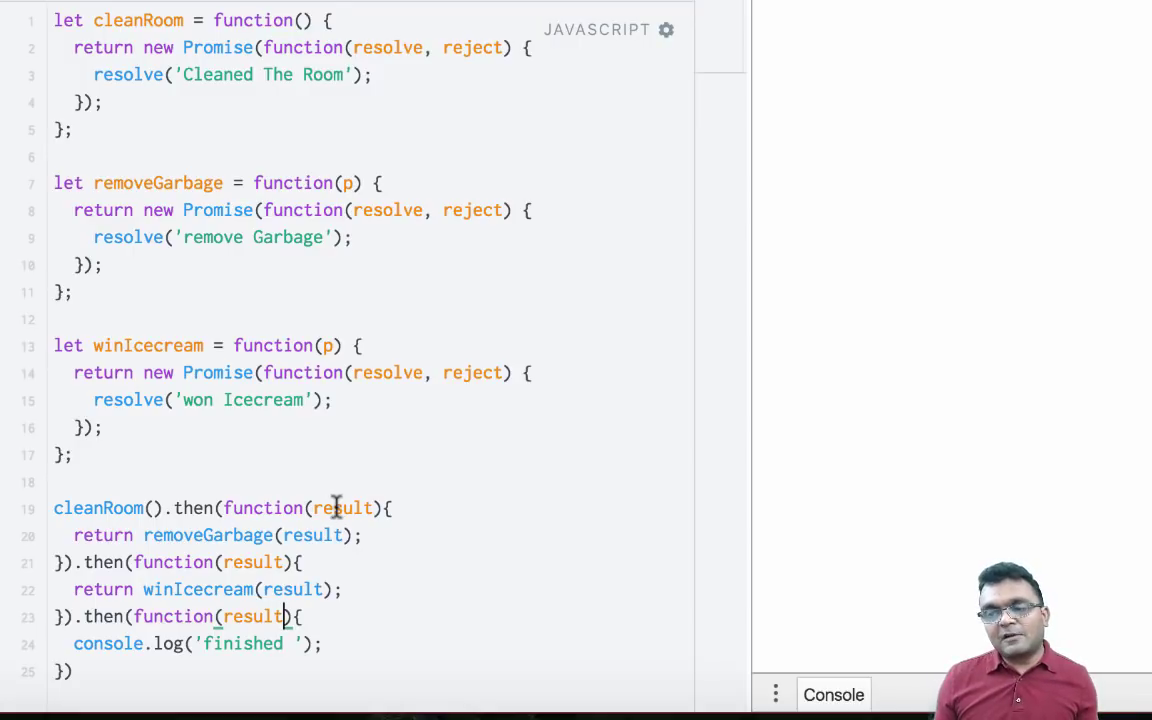 JAVASCRIPT
1 let cleanRoom = function() {
2 return new Promise(function(resolve, reject) {
3 resolve('Cleaned The Room');
4 });
5 };
6
7 let removeGarbage = function(p) {
8 return new Promise(function(resolve, reject) {
9 resolve('remove Garbage');
10 });
11 };
12
13 let winIcecream = function(p) {
14 return new Promise(function(resolve, reject) {
15 resolve('won Icecream');
16 });
17 };
18
19 cleanRoom().then(function(result){
20 return removeGarbage(result);
21 }).then(function(result){
22 return winIcecream(result);
23 }).then(function(result){
24 console.log('finished ');
25 })
Console